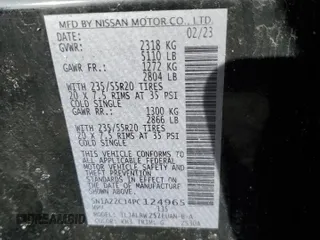 MFD BY NISSAN MOTOR CO., LTD.
DATE: 02/23
GVWR: 2318 KG
5110 LB
GAWR FR: 1272 KG
2804 LB
WITH 235/55R20 TIRES
20 X 7.5 RIMS AT 35 PSI
COLD SINGLE
GAWR RR: 1300 KG
2866 LB
WITH 235/55R20 TIRES
20 X 7.5 RIMS AT 35 PSI
COLD SINGLE
THIS VEHICLE CONFORMS TO ALL
APPLICABLE FEDERAL MOTOR
VEHICLE SAFETY AND THEFT
PREVENTION STANDARDS IN
EFFECT ON THE DATE OF
MANUFACTURE SHOWN ABOVE.
5N1AZ2CJ4PC124965
MPV
MODEL:
COLOR: TRIM: G